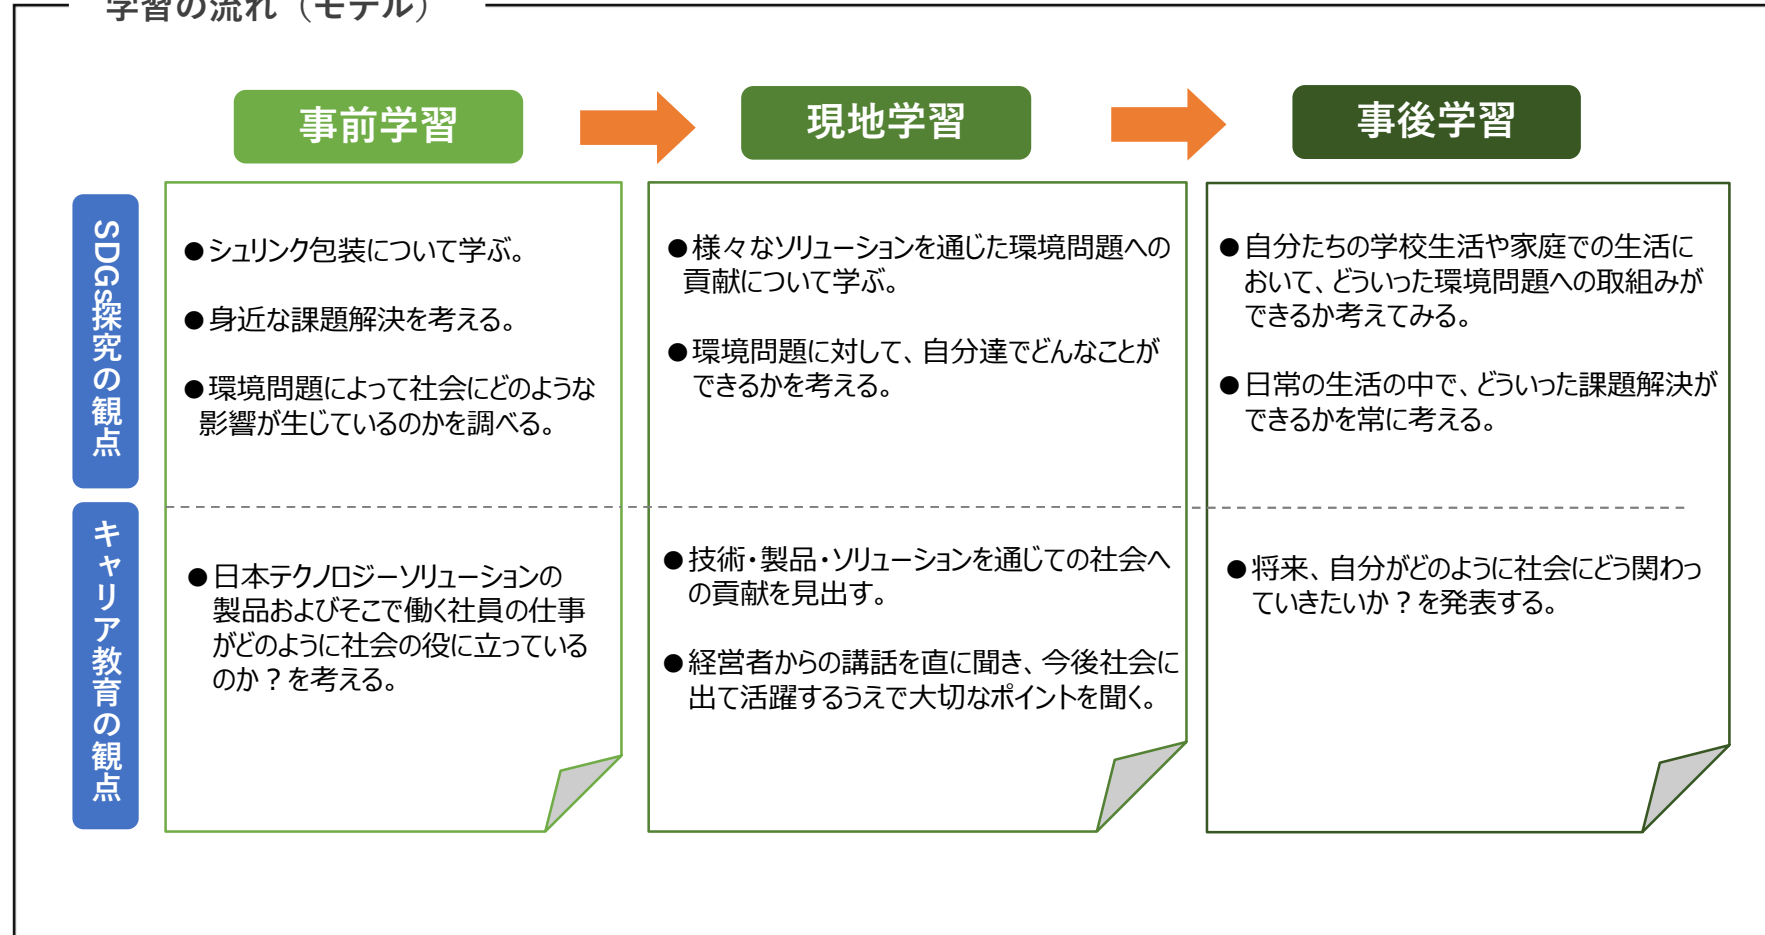 学習の流れ（モデル）
事前学習
現地学習
事後学習
SDGs探究の観点
●シュリンク包装について学ぶ。
●身近な課題解決を考える。
●環境問題によって社会にどのような
影響が生じているのかを調べる。
●様々なソリューションを通じた環境問題への
貢献について学ぶ。
●環境問題に対して、自分達でどんなことが
できるかを考える。
●自分たちの学校生活や家庭での生活に
おいて、どういった環境問題への取組みが
できるか考えてみる。
●日常の生活の中で、どういった課題解決が
できるかを常に考える。
キャリア教育の観点
●日本テクノロジーソリューションの
製品およびそこで働く社員の仕事
がどのように社会の役に立っている
のか？を考える。
●技術・製品・ソリューションを通じての社会へ
の貢献を見出す。
●経営者からの講話を直に聞き、今後社会に
出て活躍するうえで大切なポイントを聞く。
●将来、自分がどのように社会にどう関わっ
ていきたいか？を発表する。